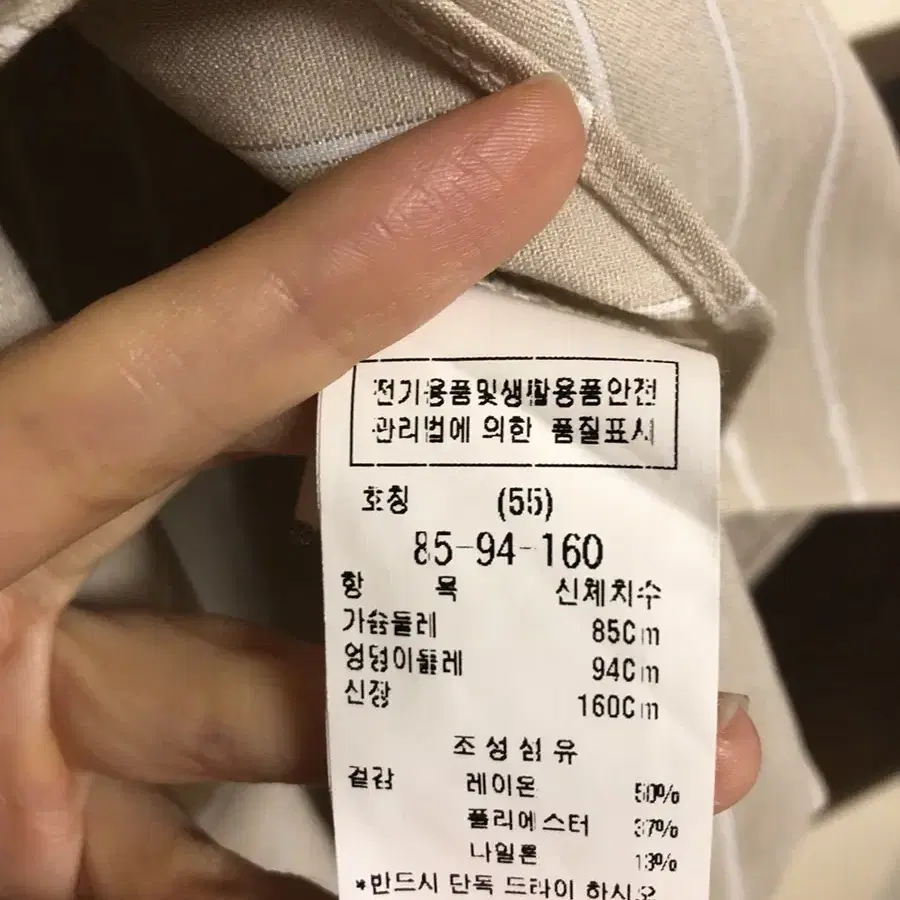 전기용품및생활용품안전
관리법에 의한 품질표시
호칭 (55)
85-94-160
항 목 신체치수
가슴둘레 85Cm
엉덩이둘레 94Cm
신장 160Cm
조성섬유
겉감 레이온 50%
폴리에스터 37%
나일론 13%
*반드시 단독 드라이 하시오